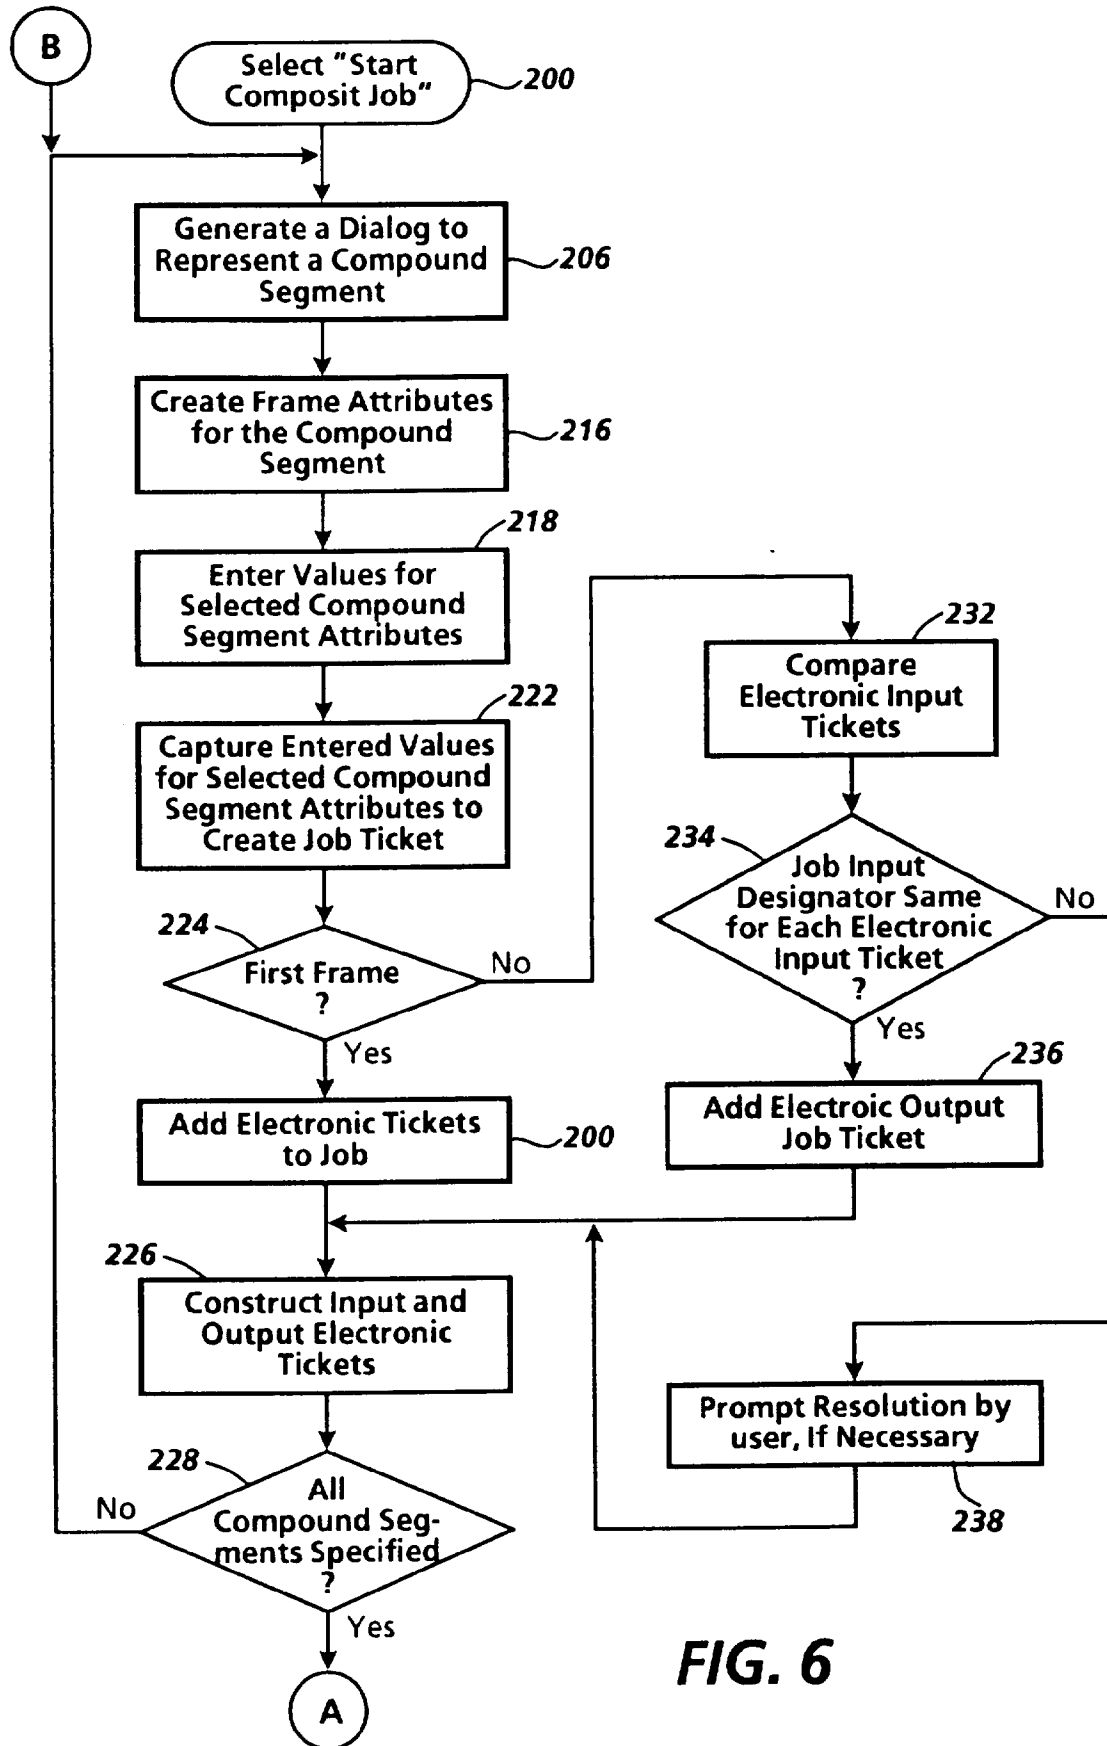 B
Select "Start
Composit Job"
200
Generate a Dialog to
Represent a Compound
Segment
206
Create Frame Attributes
for the Compound
Segment
216
218
Enter Values for
Selected Compound
Segment Attributes
222
Capture Entered Values
for Selected Compound
Segment Attributes to
Create Job Ticket
224
First Frame
?
No
Yes
Add Electronic Tickets
to Job
200
226
Construct Input and
Output Electronic
Tickets
228
All
Compound Seg-
ments Specified
?
No
Yes
A
232
Compare
Electronic Input
Tickets
234
Job Input
Designator Same
for Each Electronic
Input Ticket
?
No
Yes
236
Add Electroic Output
Job Ticket
Prompt Resolution by
user, If Necessary
238
FIG. 6